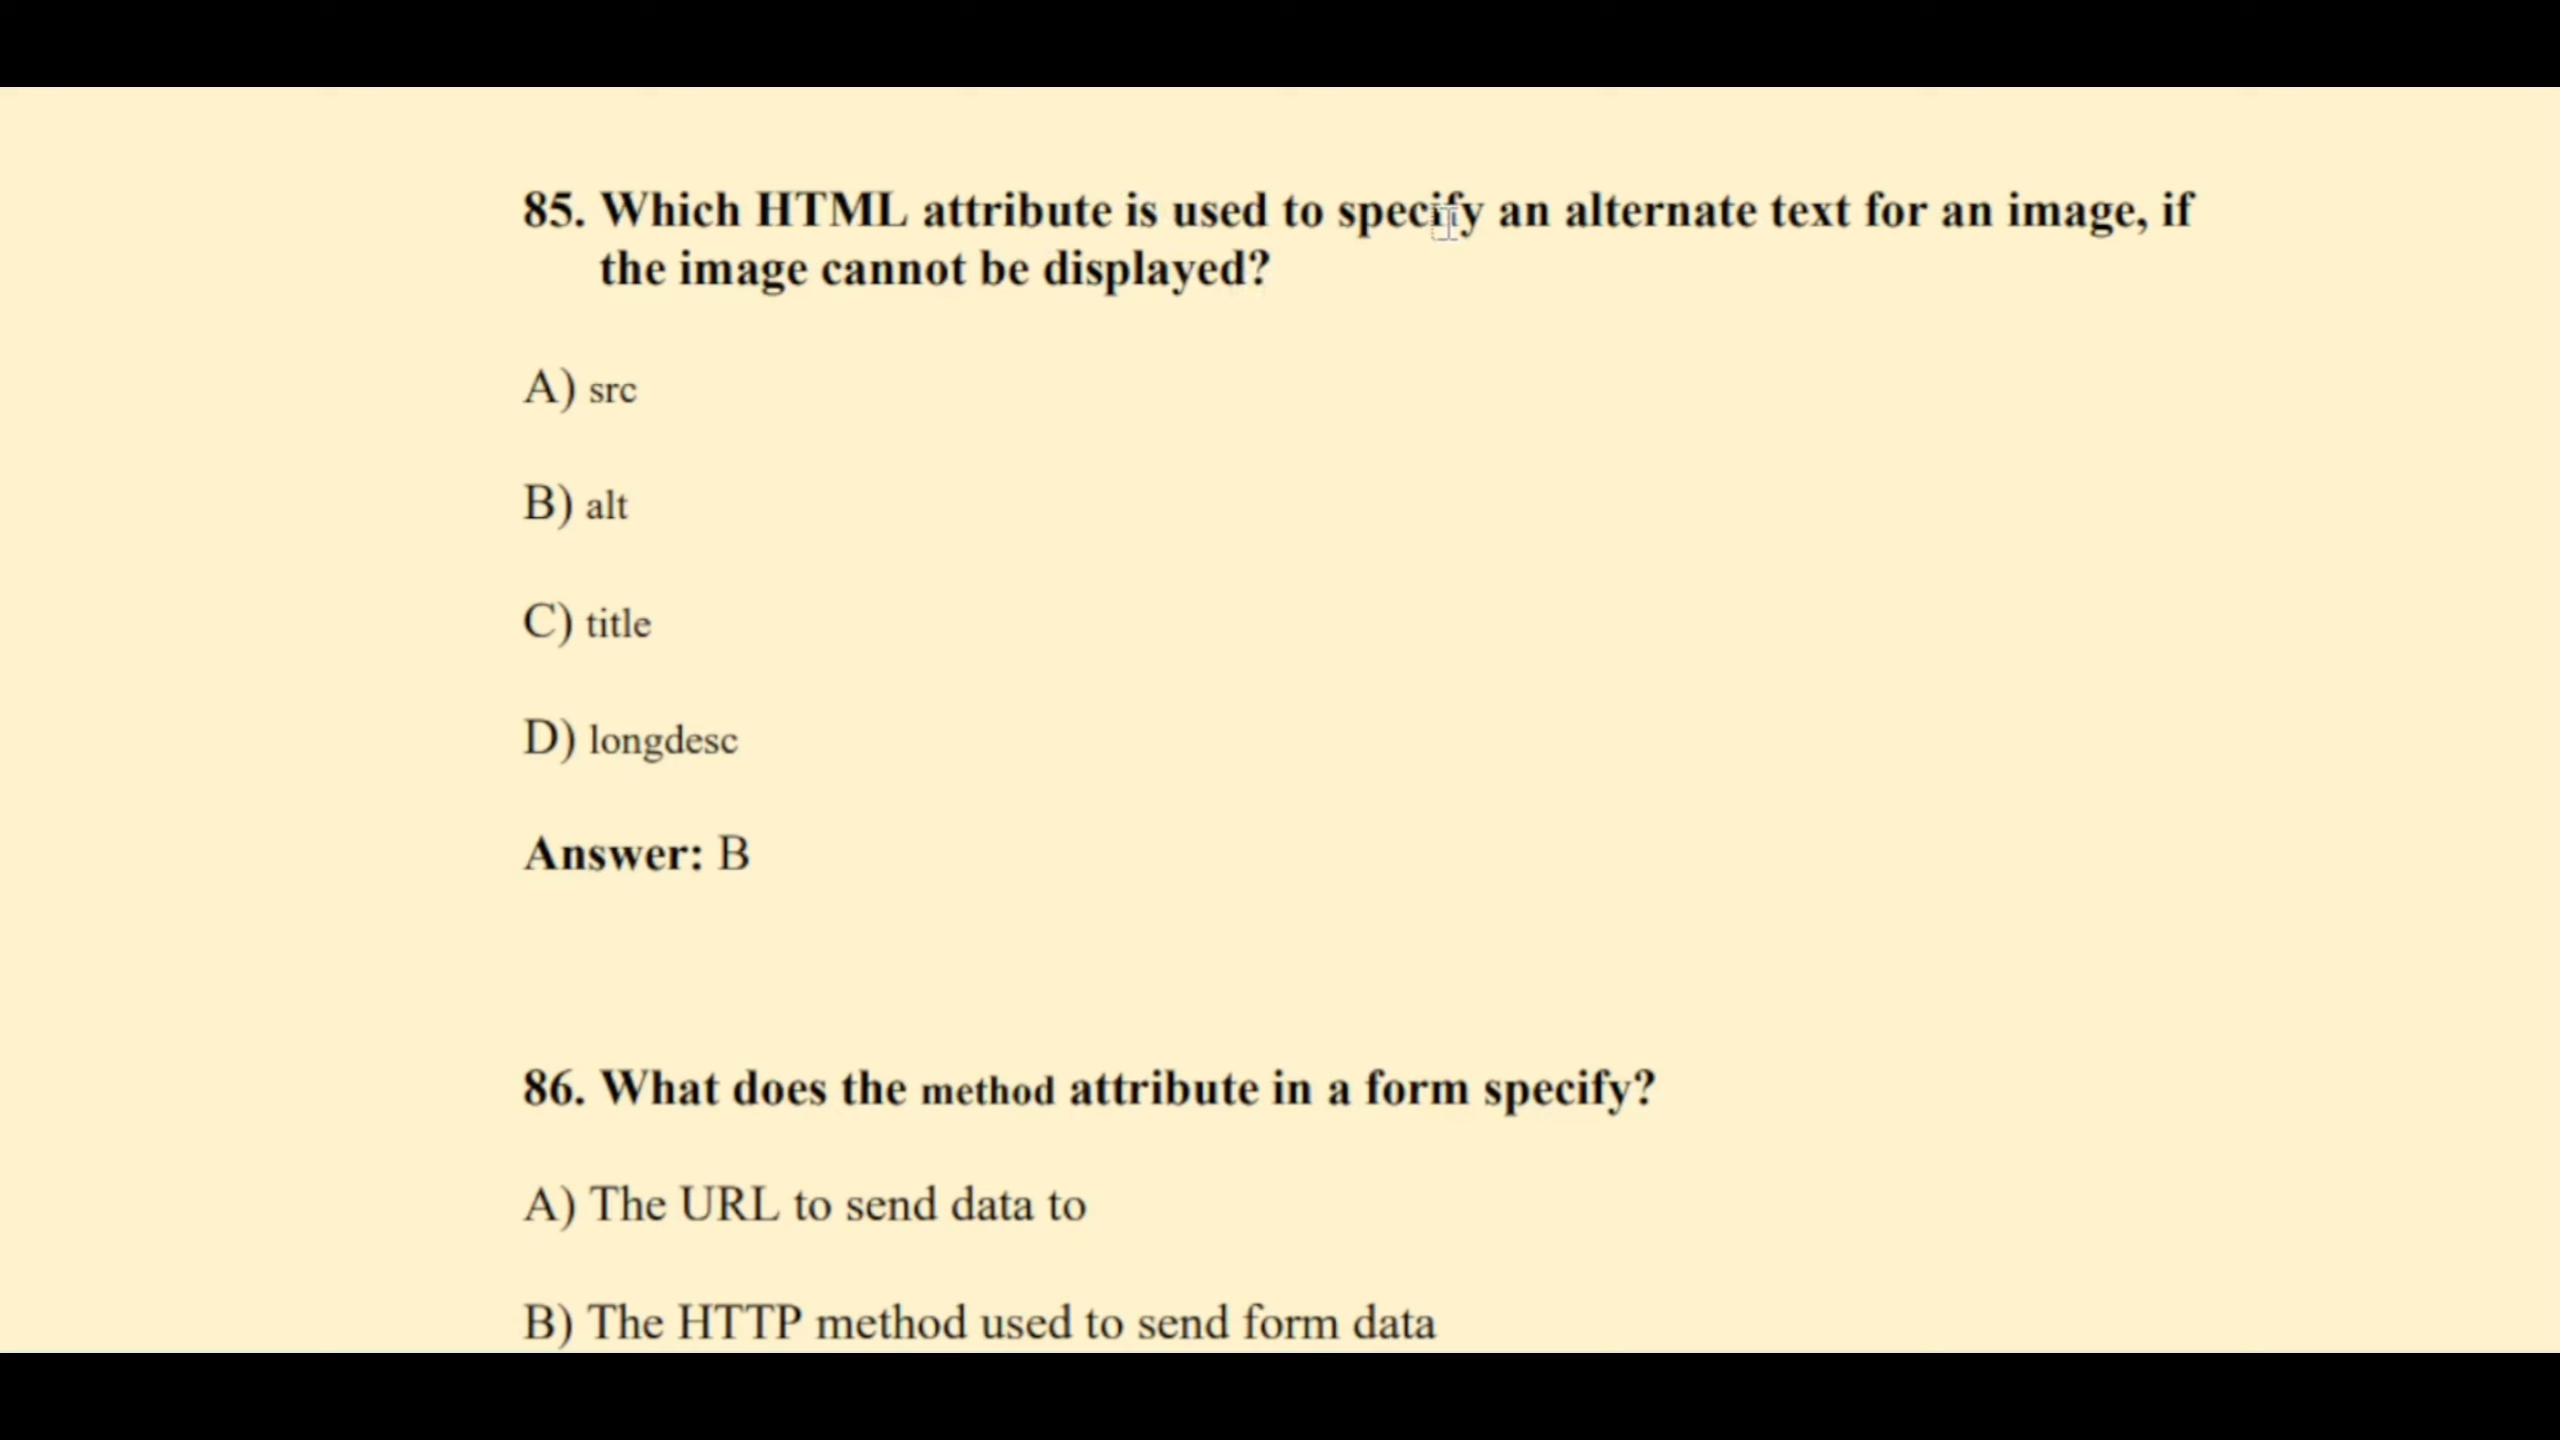 85. Which HTML attribute is used to specify an alternate text for an image, if
the image cannot be displayed?
A) src
B) alt
C) title
D) longdesc
Answer: B
86. What does the method attribute in a form specify?
A) The URL to send data to
B) The HTTP method used to send form data